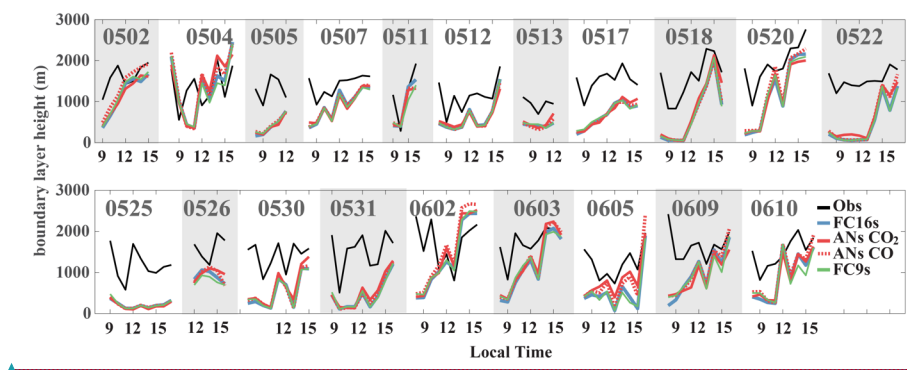 3000
0502 0504 0505 0507 0511 0512 0513 0517 0518 0520 0522
2000
1000
0
9 12 15 9 12 15 9 12 9 12 15 9 15 9 12 15 9 12 9 12 15 9 12 15 9 12 15 9 12 15
boundary layer height (m)
3000
0525 0526 0530 0531 0602 0603 0605 0609 0610
2000
1000
0
9 12 15 12 15 12 15 9 12 15 9 12 15 9 12 15 9 12 15 9 12 15 9 12 15
Obs
FC16s
ANs CO₂
ANs CO
FC9s
Local Time